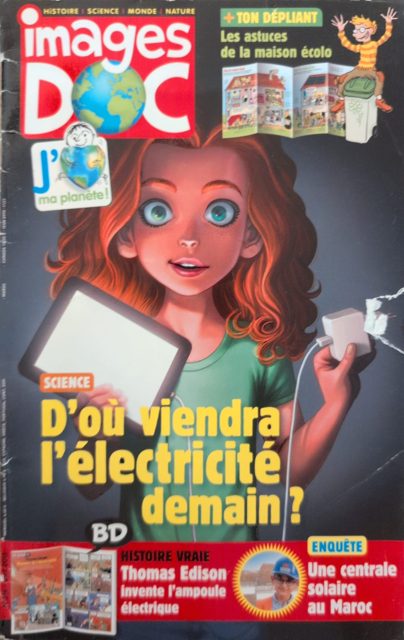 HISTOIRE | SCIENCE | MONDE | NATURE
images
DOC
+ TON DÉPLIANT
Les astuces
de la maison écolo
J'
ma planète !
SCIENCE
D'où viendra
l'électricité
demain ?
BD
HISTOIRE VRAIE
Thomas Edison
Invente l'ampoule
électrique
ENQUÊTE
Une centrale
solaire
au Maroc